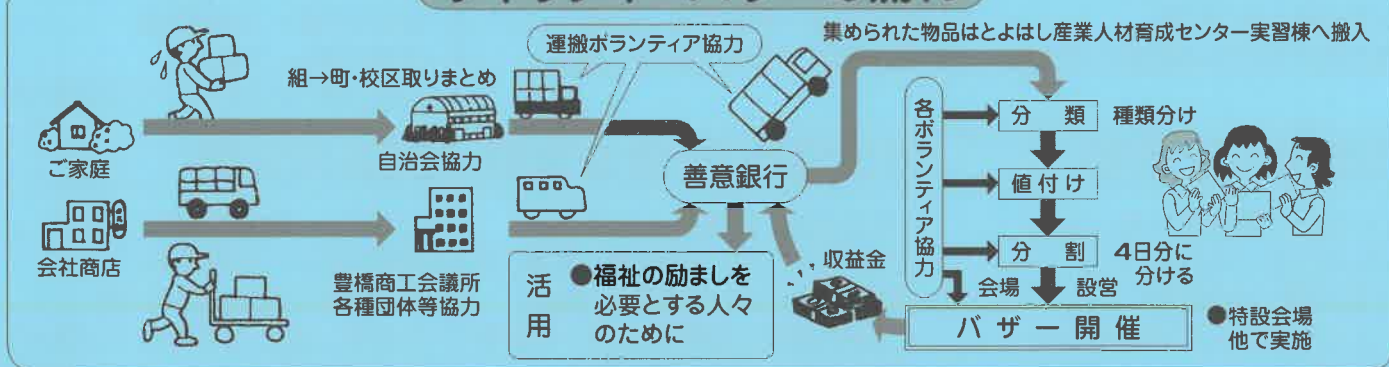 集められた物品はとよはし産業人材育成センター実習棟へ搬入
運搬ボランティア協力
組→町・校区取りまとめ
ご家庭
自治会協力
会社商店
豊橋商工会議所
各種団体等協力
善意銀行
各ボランティア協力
分類 種類分け
値付け
分割 4日分に
分ける
会場 設営
バザー開催
●特設会場
他で実施
収益金
活用
●福祉の励ましを
必要とする人々
のために